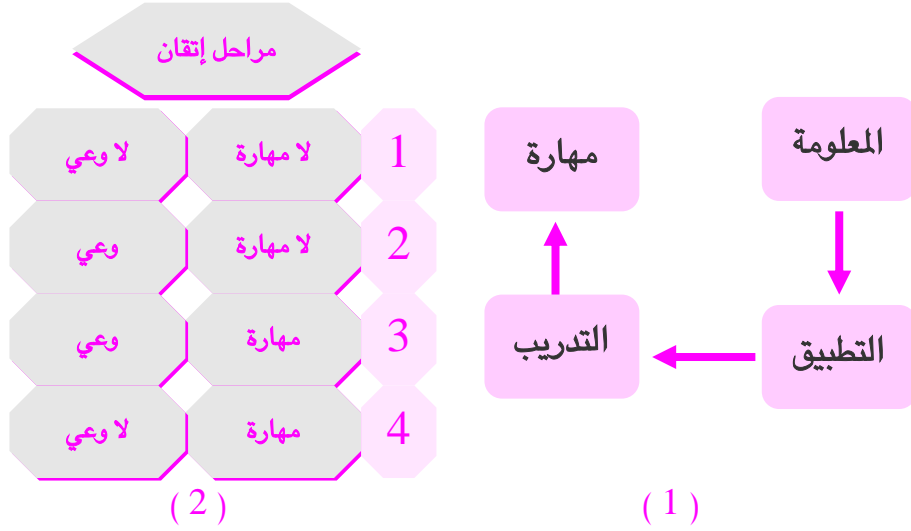 المعلومة
التطبيق
التدريب
مهارة
( 1 )
مراحل إتقان
1 لا مهارة لا وعي
2 لا مهارة وعي
3 مهارة وعي
4 مهارة لا وعي
( 2 )